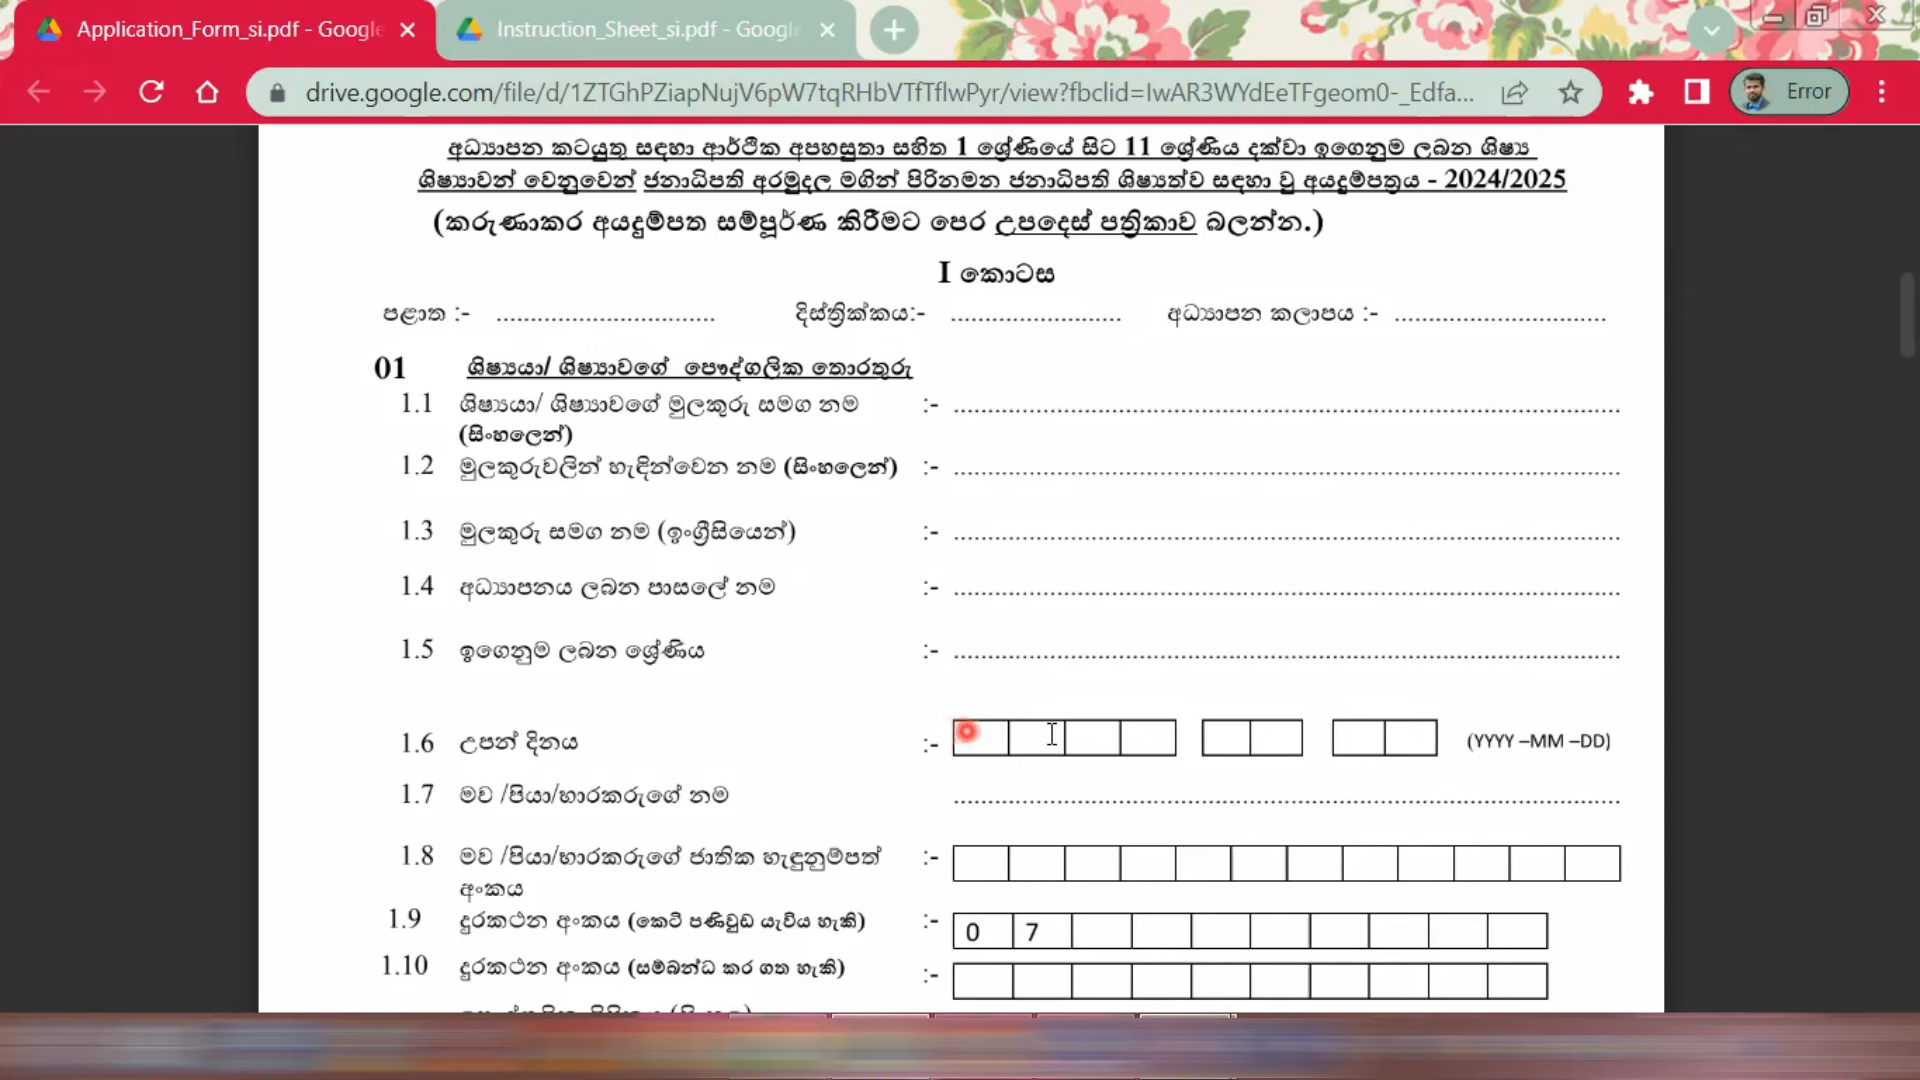 Application_Form_si.pdf - Google
Instruction_Sheet_si.pdf - Googl
drive.google.com/file/d/1ZTGhPZiapNujV6pW7tqRHbVTfTflwPyr/view?fbclid=IwAR3WYdEeTFgeom0-_Edfa...
Error
අධ්‍යාපන කටයුතු සඳහා ආර්ථික අපහසුතා සහිත 1 ශ්‍රේණියේ සිට 11 ශ්‍රේණිය දක්වා ඉගෙනුම ලබන ශිෂ්‍ය
ශිෂ්‍යාවන් වෙනුවෙන් ජනාධිපති අරමුදල මගින් පිරිනමන ජනාධිපති ශිෂ්‍යත්ව සඳහා වු අයදුම්පත්‍රය - 2024/2025
(කරුණාකර අයදුම්පත සම්පූර්ණ කිරීමට පෙර උපදෙස් පත්‍රිකාව බලන්න.)
I කොටස
පළාත :- ................................ දිස්ත්‍රික්කය:- ......................... අධ්‍යාපන කලාපය :- ...............................
01 ශිෂ්‍යයා/ ශිෂ්‍යාවගේ පෞද්ගලික තොරතුරු
1.1 ශිෂ්‍යයා/ ශිෂ්‍යාවගේ මුලකුරු සමග නම :- ................................................................
(සිංහලෙන්)
1.2 මුලකුරුවලින් හැඳින්වෙන නම (සිංහලෙන්) :- ................................................................
1.3 මුලකුරු සමග නම (ඉංග්‍රීසියෙන්) :- ................................................................
1.4 අධ්‍යාපනය ලබන පාසලේ නම :- ................................................................
1.5 ඉගෙනුම ලබන ශ්‍රේණිය :- ................................................................
1.6 උපන් දිනය :- (YYYY –MM –DD)
1.7 මව /පියා/භාරකරුගේ නම ................................................................
1.8 මව /පියා/භාරකරුගේ ජාතික හැඳුනුම්පත් :-
අංකය
1.9 දුරකථන අංකය (කෙටි පණිවුඩ යැවිය හැකි) :- 0 7
1.10 දුරකථන අංකය (සම්බන්ධ කර ගත හැකි) :-